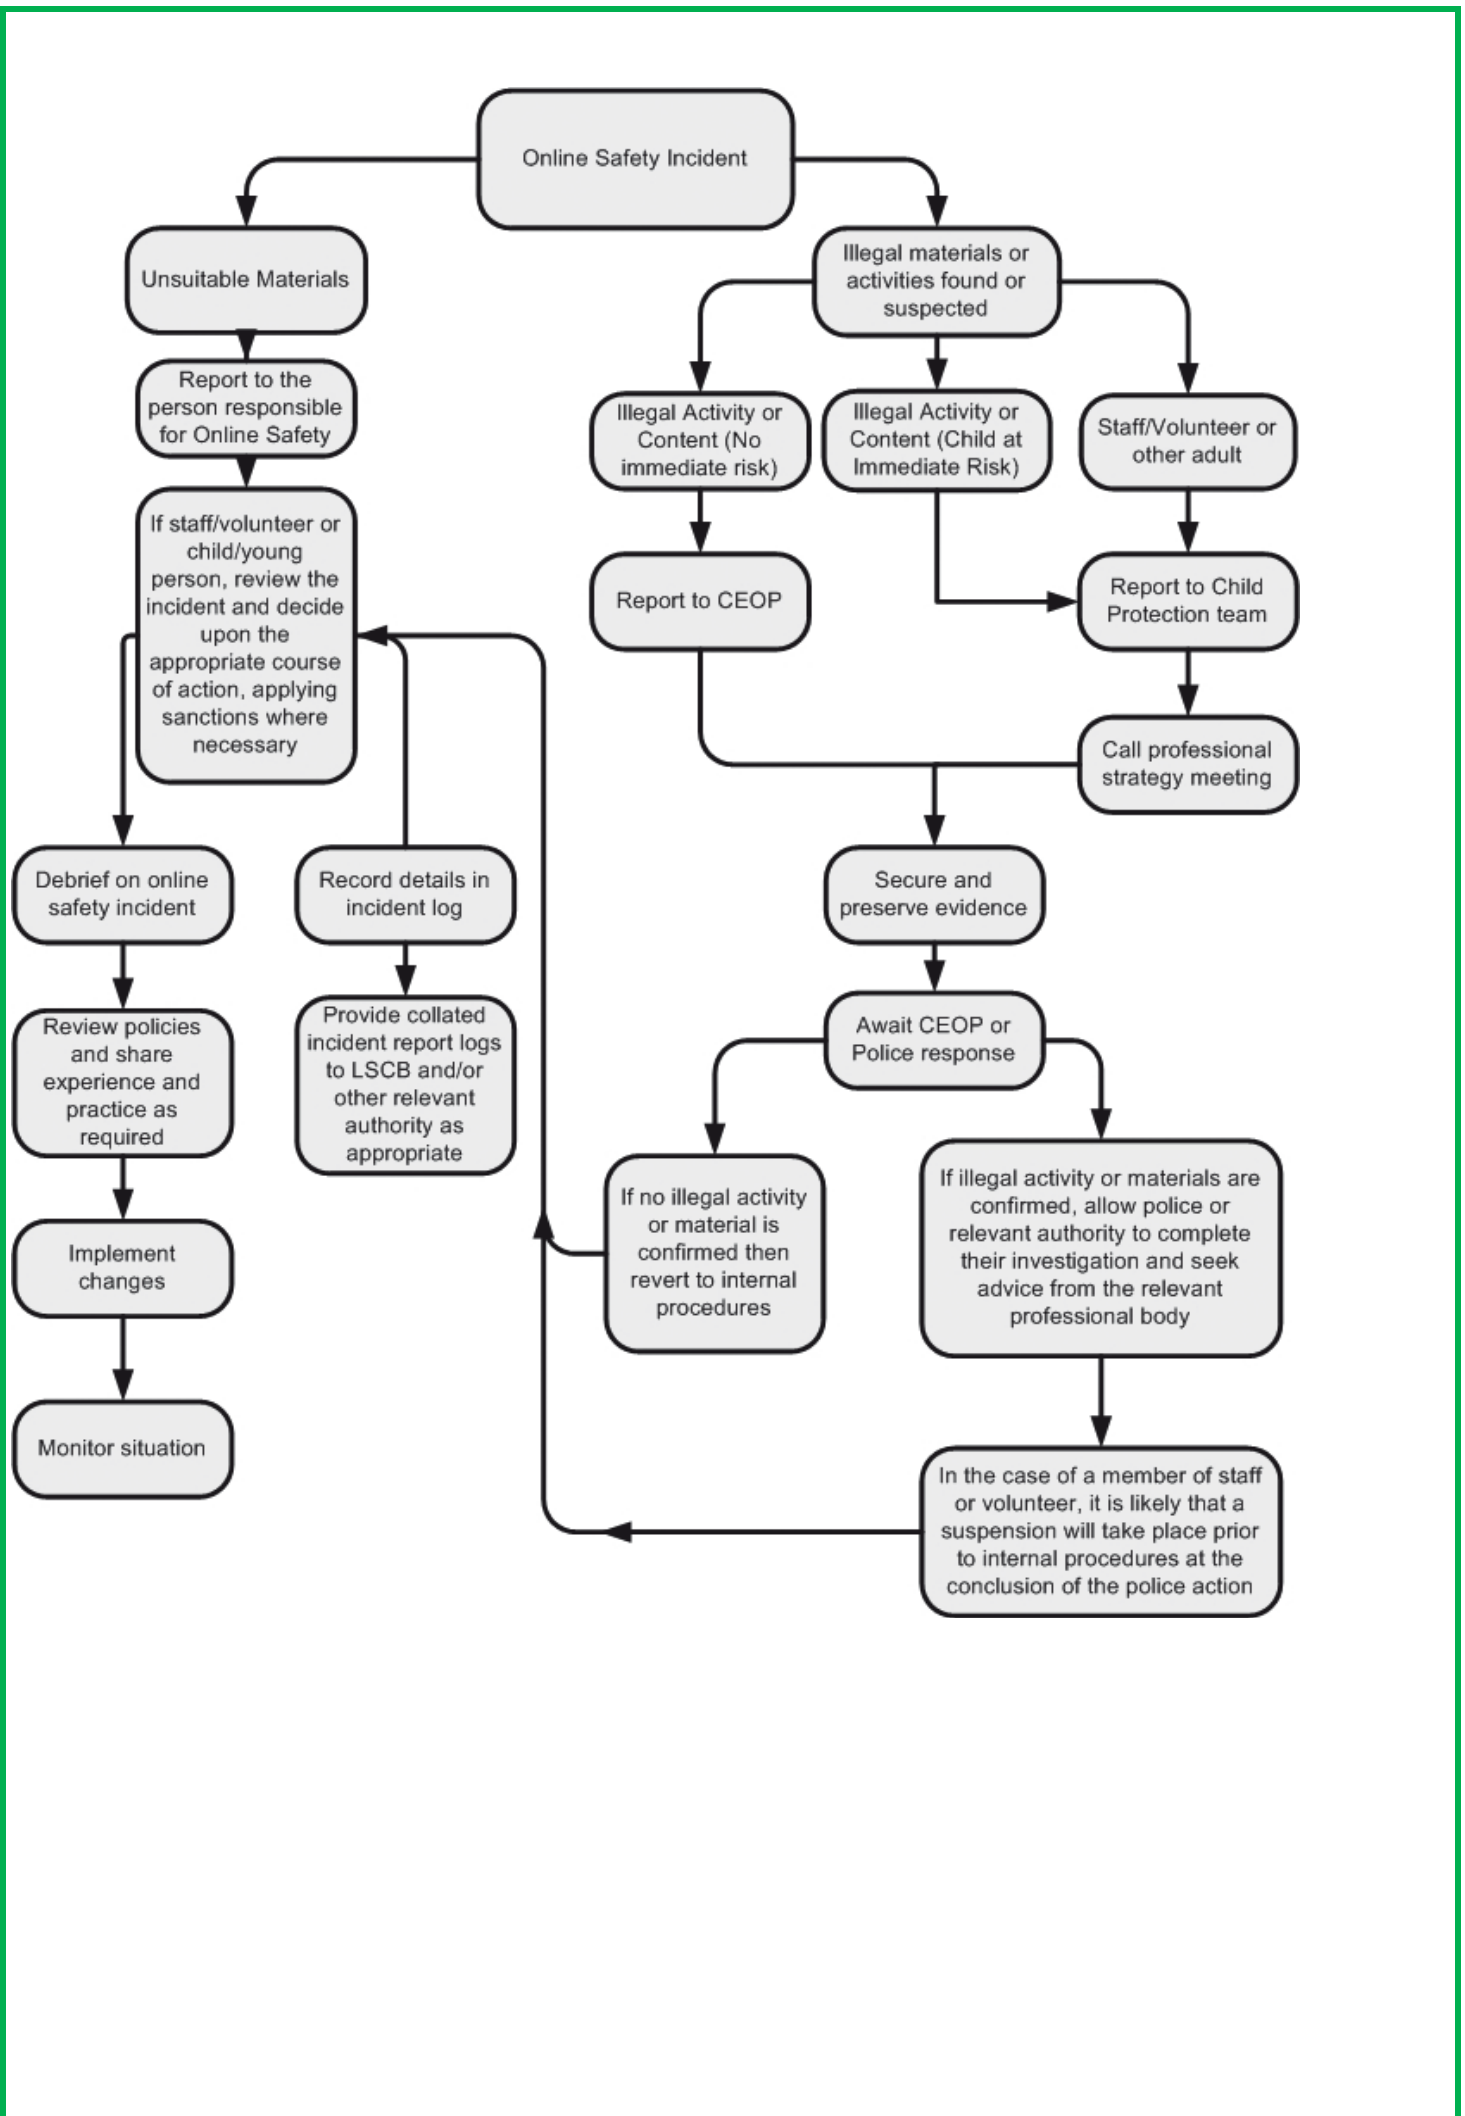 Online Safety Incident
Unsuitable Materials
Report to the
person responsible
for Online Safety
If staff/volunteer or
child/young
person, review the
incident and decide
upon the
appropriate course
of action, applying
sanctions where
necessary
Debrief on online
safety incident
Review policies
and share
experience and
practice as
required
Implement
changes
Monitor situation
Record details in
incident log
Provide collated
incident report logs
to LSCB and/or
other relevant
authority as
appropriate
Illegal materials or
activities found or
suspected
Illegal Activity or
Content (No
immediate risk)
Illegal Activity or
Content (Child at
Immediate Risk)
Staff/Volunteer or
other adult
Report to CEOP
Report to Child
Protection team
Call professional
strategy meeting
Secure and
preserve evidence
Await CEOP or
Police response
If no illegal activity
or material is
confirmed then
revert to internal
procedures
If illegal activity or materials are
confirmed, allow police or
relevant authority to complete
their investigation and seek
advice from the relevant
professional body
In the case of a member of staff
or volunteer, it is likely that a
suspension will take place prior
to internal procedures at the
conclusion of the police action